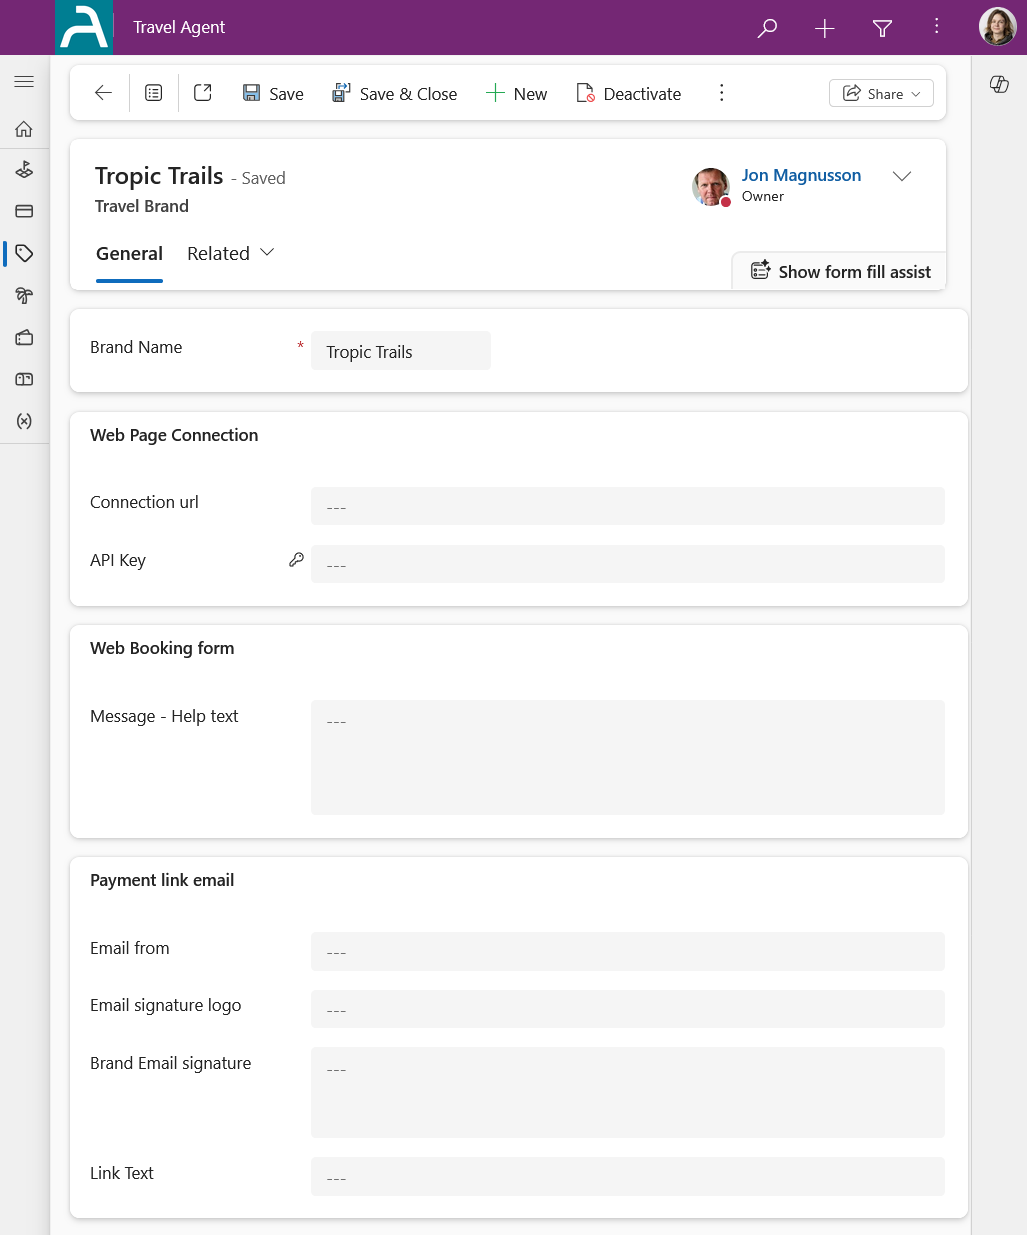 Travel Agent
Save
Save & Close
New
Deactivate
Share
Tropic Trails - Saved
Travel Brand
Jon Magnusson
Owner
General
Related
Show form fill assist
Brand Name * Tropic Trails
Web Page Connection
Connection url ---
API Key ---
Web Booking form
Message - Help text ---
Payment link email
Email from ---
Email signature logo ---
Brand Email signature ---
Link Text ---